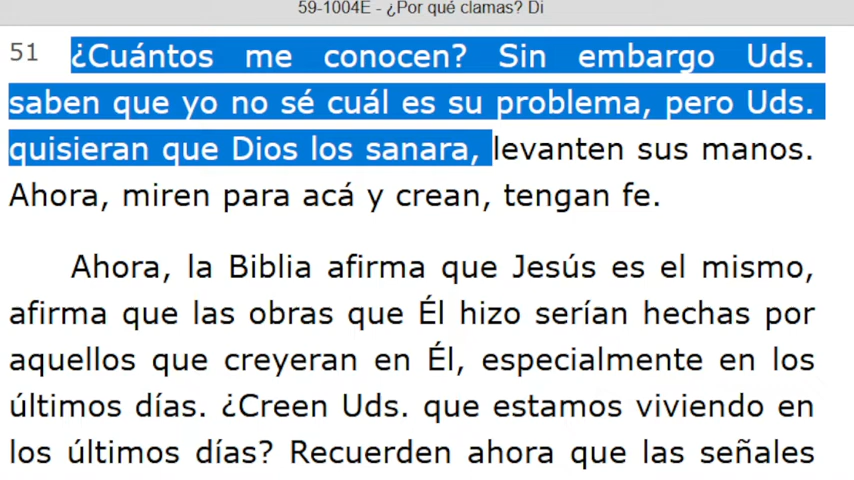 59-1004E - ¿Por qué clamas? Di
51 ¿Cuántos me conocen? Sin embargo Uds.
saben que yo no sé cuál es su problema, pero Uds.
quisieran que Dios los sanara, levanten sus manos.
Ahora, miren para acá y crean, tengan fe.
Ahora, la Biblia afirma que Jesús es el mismo,
afirma que las obras que Él hizo serían hechas por
aquellos que creyeran en Él, especialmente en los
últimos días. ¿Creen Uds. que estamos viviendo en
los últimos días? Recuerden ahora que las señales